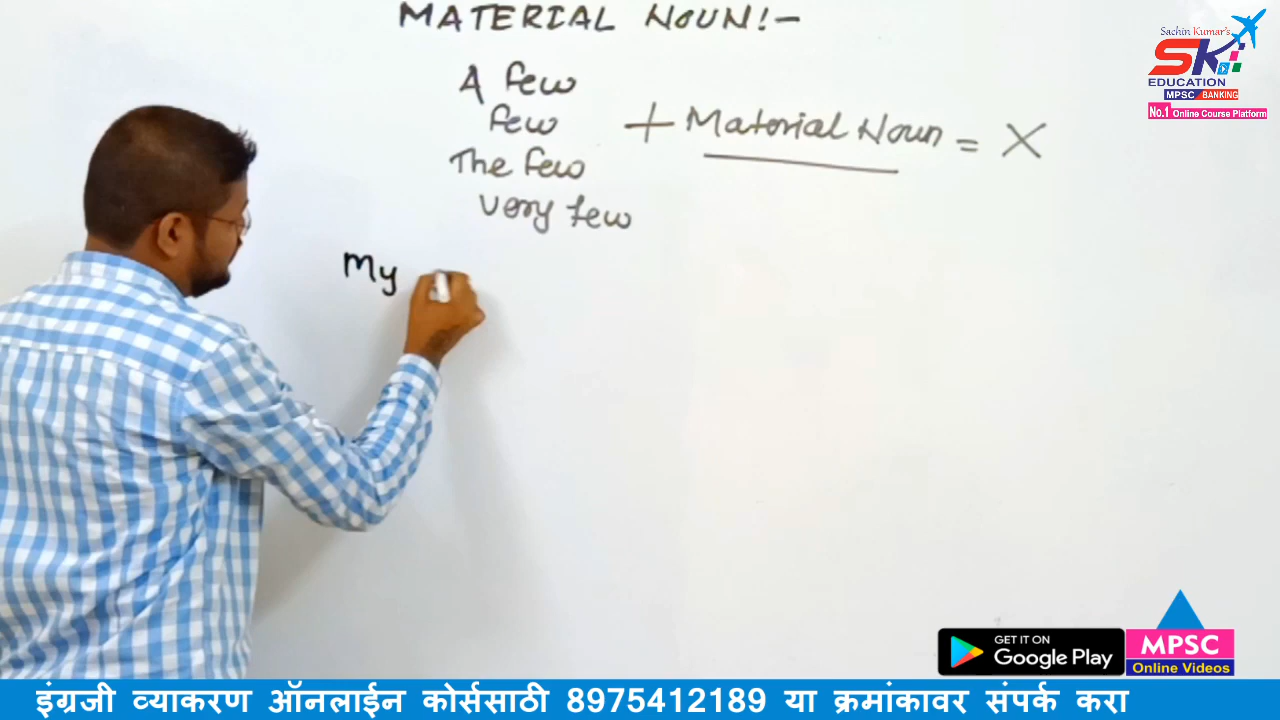 MATERIAL NOUN!-
A few
few
The few
very few
+ Material Noun = X
My
Sachin Kumar's
SK
EDUCATION
MPSC BANKING
No.1 Online Course Platform
GET IT ON
Google Play
MPSC
Online Videos
इंग्रजी व्याकरण ऑनलाईन कोर्ससाठी 8975412189 या क्रमांकावर संपर्क करा